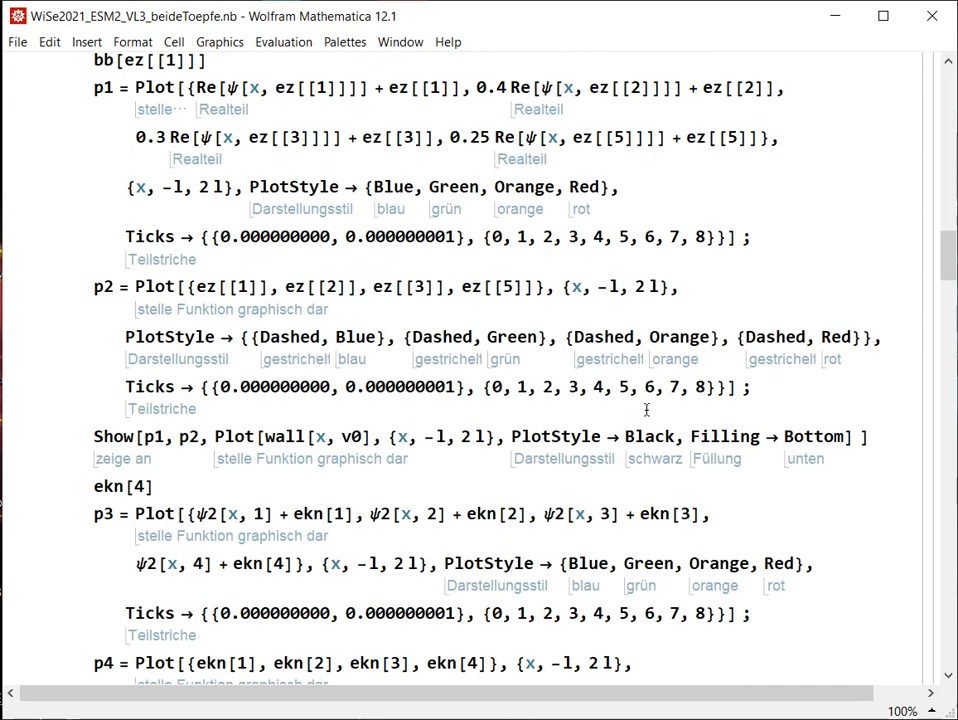 WiSe2021_ESM2_VL3_beideToepfe.nb - Wolfram Mathematica 12.1
File Edit Insert Format Cell Graphics Evaluation Palettes Window Help
bb[ez[[1]]]
p1 = Plot[{Re[ψ[x, ez[[1]]]] + ez[[1]], 0.4 Re[ψ[x, ez[[2]]]] + ez[[2]],
stelle⋯ Realteil Realteil
0.3 Re[ψ[x, ez[[3]]]] + ez[[3]], 0.25 Re[ψ[x, ez[[5]]]] + ez[[5]]},
Realteil Realteil
{x, -l, 2 l}, PlotStyle → {Blue, Green, Orange, Red},
Darstellungsstil blau grün orange rot
Ticks → {{0.000000000, 0.000000001}, {0, 1, 2, 3, 4, 5, 6, 7, 8}}] ;
Teilstriche
p2 = Plot[{ez[[1]], ez[[2]], ez[[3]], ez[[5]]}, {x, -l, 2 l},
stelle Funktion graphisch dar
PlotStyle → {{Dashed, Blue}, {Dashed, Green}, {Dashed, Orange}, {Dashed, Red}},
Darstellungsstil gestrichelt blau gestrichelt grün gestrichelt orange gestrichelt rot
Ticks → {{0.000000000, 0.000000001}, {0, 1, 2, 3, 4, 5, 6, 7, 8}}] ;
Teilstriche
Show[p1, p2, Plot[wall[x, v0], {x, -l, 2 l}, PlotStyle → Black, Filling → Bottom] ]
zeige an stelle Funktion graphisch dar Darstellungsstil schwarz Füllung unten
ekn[4]
p3 = Plot[{ψ2[x, 1] + ekn[1], ψ2[x, 2] + ekn[2], ψ2[x, 3] + ekn[3],
stelle Funktion graphisch dar
ψ2[x, 4] + ekn[4]}, {x, -l, 2 l}, PlotStyle → {Blue, Green, Orange, Red},
Darstellungsstil blau grün orange rot
Ticks → {{0.000000000, 0.000000001}, {0, 1, 2, 3, 4, 5, 6, 7, 8}}] ;
Teilstriche
p4 = Plot[{ekn[1], ekn[2], ekn[3], ekn[4]}, {x, -l, 2 l},
stelle Funktion graphisch dar
100%